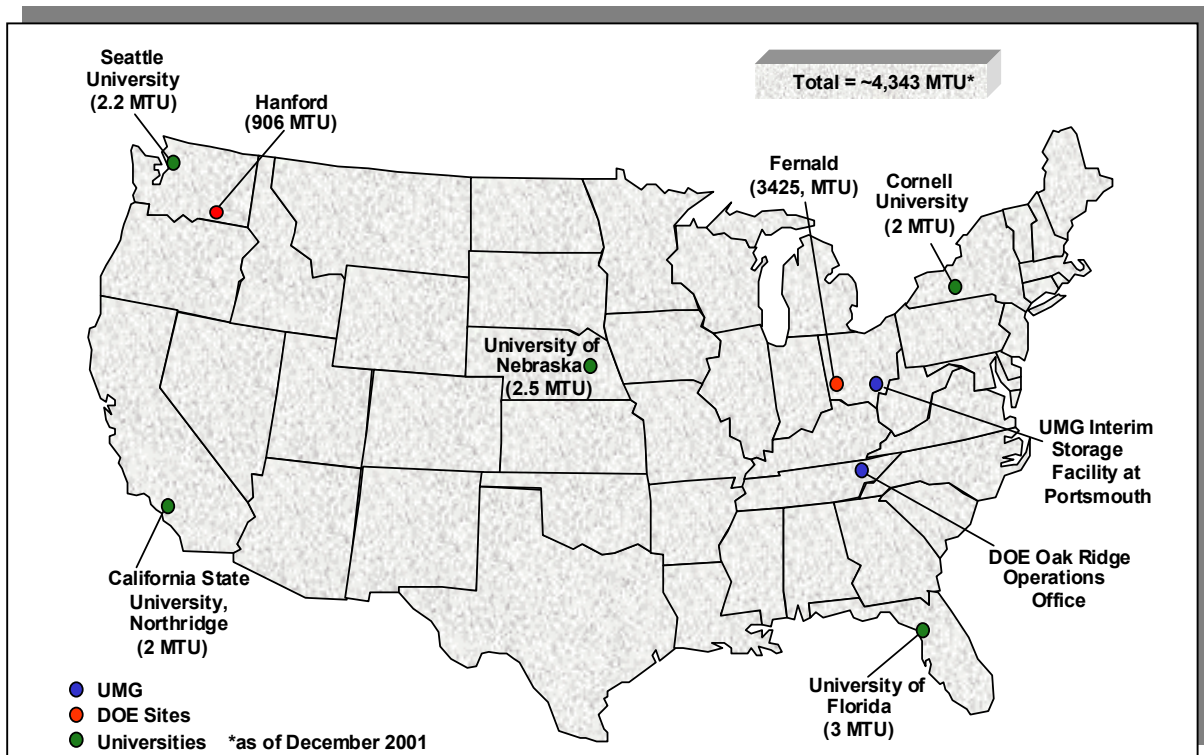 Seattle
University
(2.2 MTU)
Hanford
(906 MTU)
Total = ~4,343 MTU*
Fernald
(3425, MTU)
Cornell
University
(2 MTU)
University of
Nebraska
(2.5 MTU)
UMG Interim
Storage
Facility at
Portsmouth
DOE Oak Ridge
Operations
Office
California State
University,
Northridge
(2 MTU)
University of
Florida
(3 MTU)
UMG
DOE Sites
Universities *as of December 2001